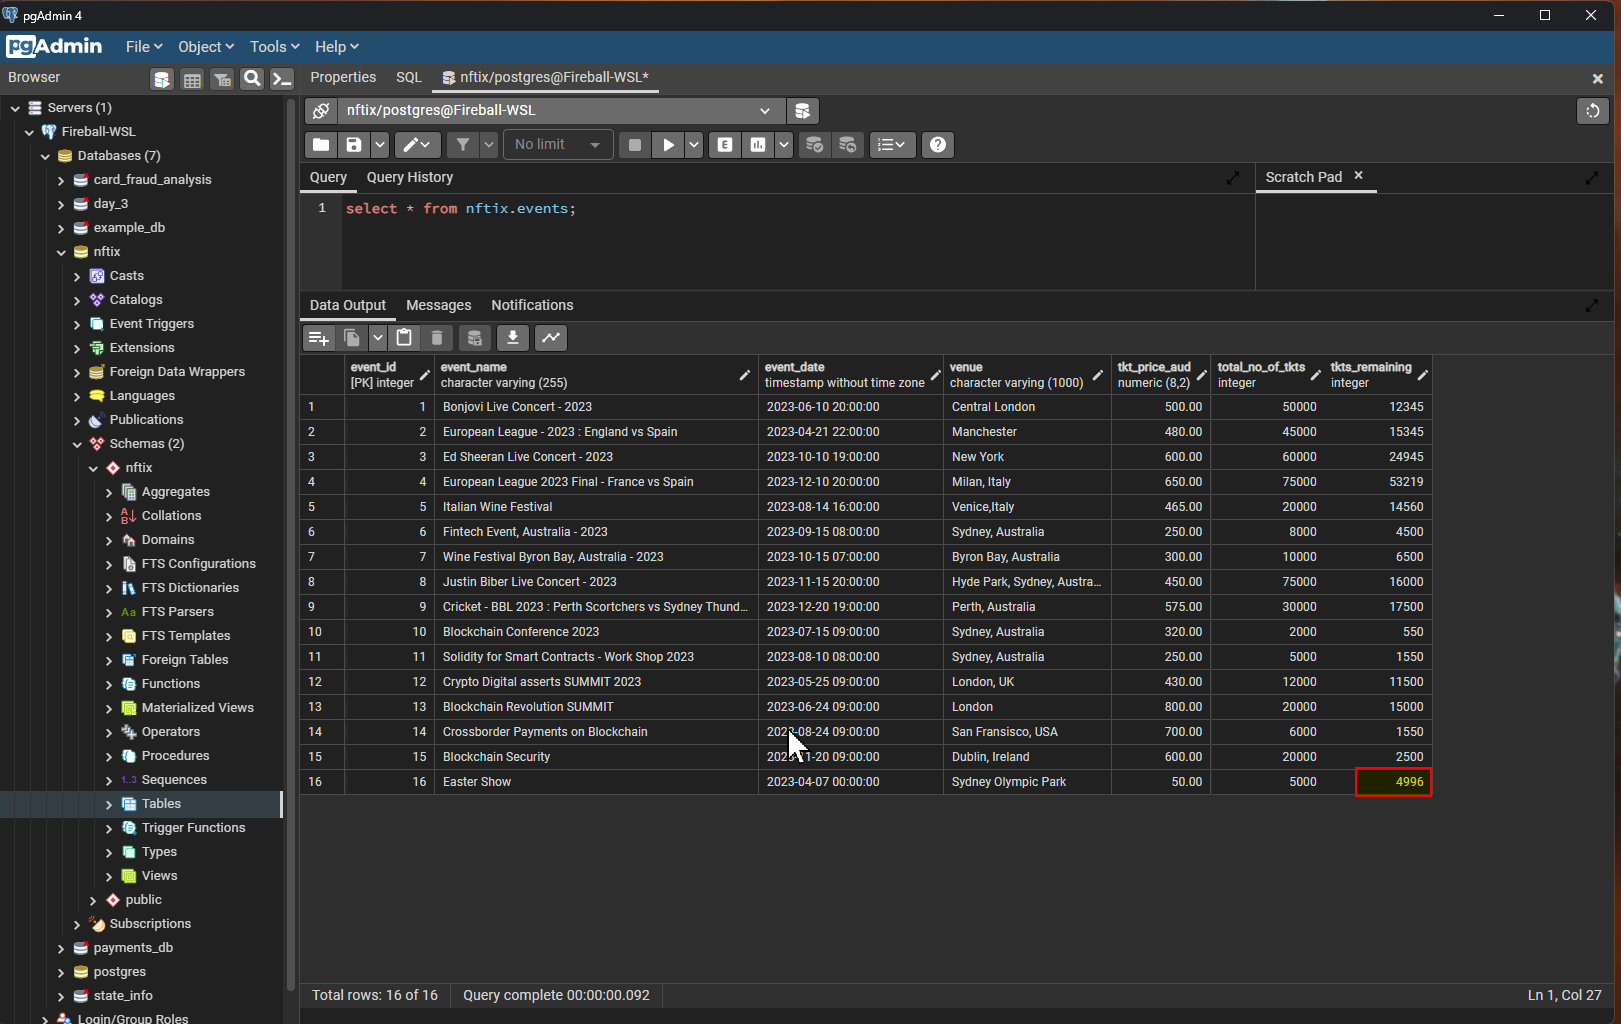 pgAdmin 4
pgAdmin File Object Tools Help
Browser Properties SQL nftix/postgres@Fireball-WSL*
Servers (1)
Fireball-WSL
Databases (7)
card_fraud_analysis
day_3
example_db
nftix
Casts
Catalogs
Event Triggers
Extensions
Foreign Data Wrappers
Languages
Publications
Schemas (2)
nftix
Aggregates
Collations
Domains
FTS Configurations
FTS Dictionaries
Aa FTS Parsers
FTS Templates
Foreign Tables
Functions
Materialized Views
Operators
Procedures
1..3 Sequences
Tables
Trigger Functions
Types
Views
public
Subscriptions
payments_db
postgres
state_info
Login/Group Roles
nftix/postgres@Fireball-WSL
No limit E
Query Query History Scratch Pad
1 select * from nftix.events;
Data Output Messages Notifications
event_id event_name event_date venue tkt_price_aud total_no_of_tkts tkts_remaining
[PK] integer character varying (255) timestamp without time zone character varying (1000) numeric (8,2) integer integer
1 1 Bonjovi Live Concert - 2023 2023-06-10 20:00:00 Central London 500.00 50000 12345
2 2 European League - 2023 : England vs Spain 2023-04-21 22:00:00 Manchester 480.00 45000 15345
3 3 Ed Sheeran Live Concert - 2023 2023-10-10 19:00:00 New York 600.00 60000 24945
4 4 European League 2023 Final - France vs Spain 2023-12-10 20:00:00 Milan, Italy 650.00 75000 53219
5 5 Italian Wine Festival 2023-08-14 16:00:00 Venice,Italy 465.00 20000 14560
6 6 Fintech Event, Australia - 2023 2023-09-15 08:00:00 Sydney, Australia 250.00 8000 4500
7 7 Wine Festival Byron Bay, Australia - 2023 2023-10-15 07:00:00 Byron Bay, Australia 300.00 10000 6500
8 8 Justin Biber Live Concert - 2023 2023-11-15 20:00:00 Hyde Park, Sydney, Austra... 450.00 75000 16000
9 9 Cricket - BBL 2023 : Perth Scortchers vs Sydney Thund... 2023-12-20 19:00:00 Perth, Australia 575.00 30000 17500
10 10 Blockchain Conference 2023 2023-07-15 09:00:00 Sydney, Australia 320.00 2000 550
11 11 Solidity for Smart Contracts - Work Shop 2023 2023-08-10 08:00:00 Sydney, Australia 250.00 5000 1550
12 12 Crypto Digital asserts SUMMIT 2023 2023-05-25 09:00:00 London, UK 430.00 12000 11500
13 13 Blockchain Revolution SUMMIT 2023-06-24 09:00:00 London 800.00 20000 15000
14 14 Crossborder Payments on Blockchain 2023-08-24 09:00:00 San Fransisco, USA 700.00 6000 1550
15 15 Blockchain Security 2023-11-20 09:00:00 Dublin, Ireland 600.00 20000 2500
16 16 Easter Show 2023-04-07 00:00:00 Sydney Olympic Park 50.00 5000 4996
Total rows: 16 of 16 Query complete 00:00:00.092 Ln 1, Col 27